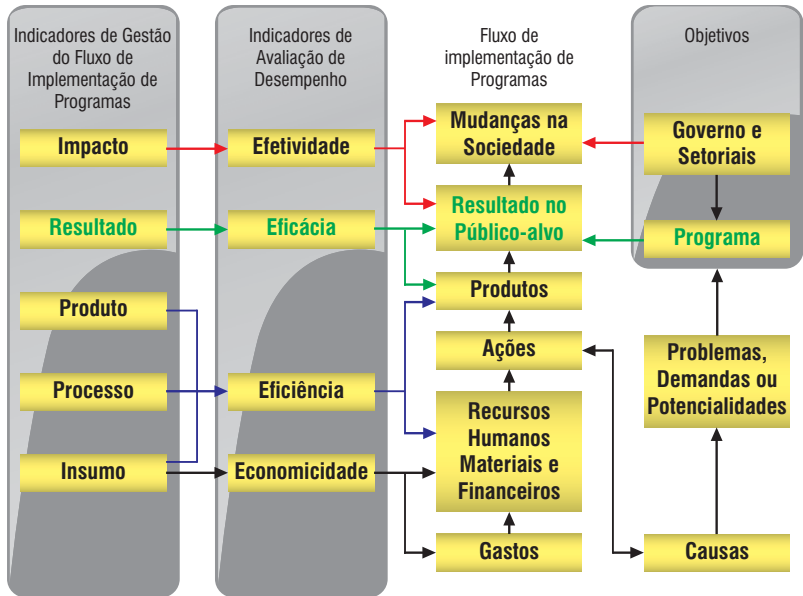 Indicadores de Gestão
do Fluxo de
Implementação de
Programas
Impacto
Resultado
Produto
Processo
Insumo
Indicadores de
Avaliação de
Desempenho
Efetividade
Eficácia
Eficiência
Economicidade
Fluxo de
implementação de
Programas
Mudanças na
Sociedade
Resultado no
Público-alvo
Produtos
Ações
Recursos
Humanos
Materiais e
Financeiros
Gastos
Objetivos
Governo e
Setoriais
Programa
Problemas,
Demandas ou
Potencialidades
Causas